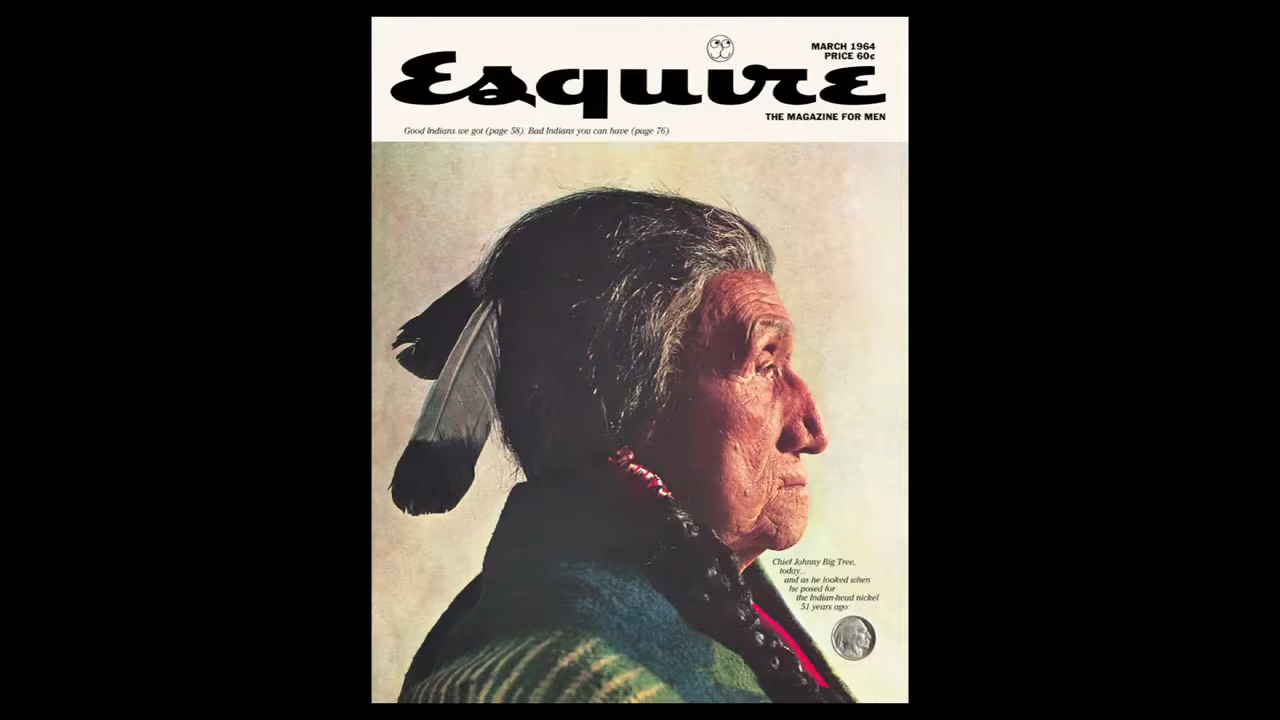 MARCH 1964
PRICE 60¢
Esquire
THE MAGAZINE FOR MEN
Good Indians we got (page 58). Bad Indians you can have (page 76).
Chief Johnny Big Tree,
today...
and as he looked when
he posed for
the Indian-head nickel
51 years ago: